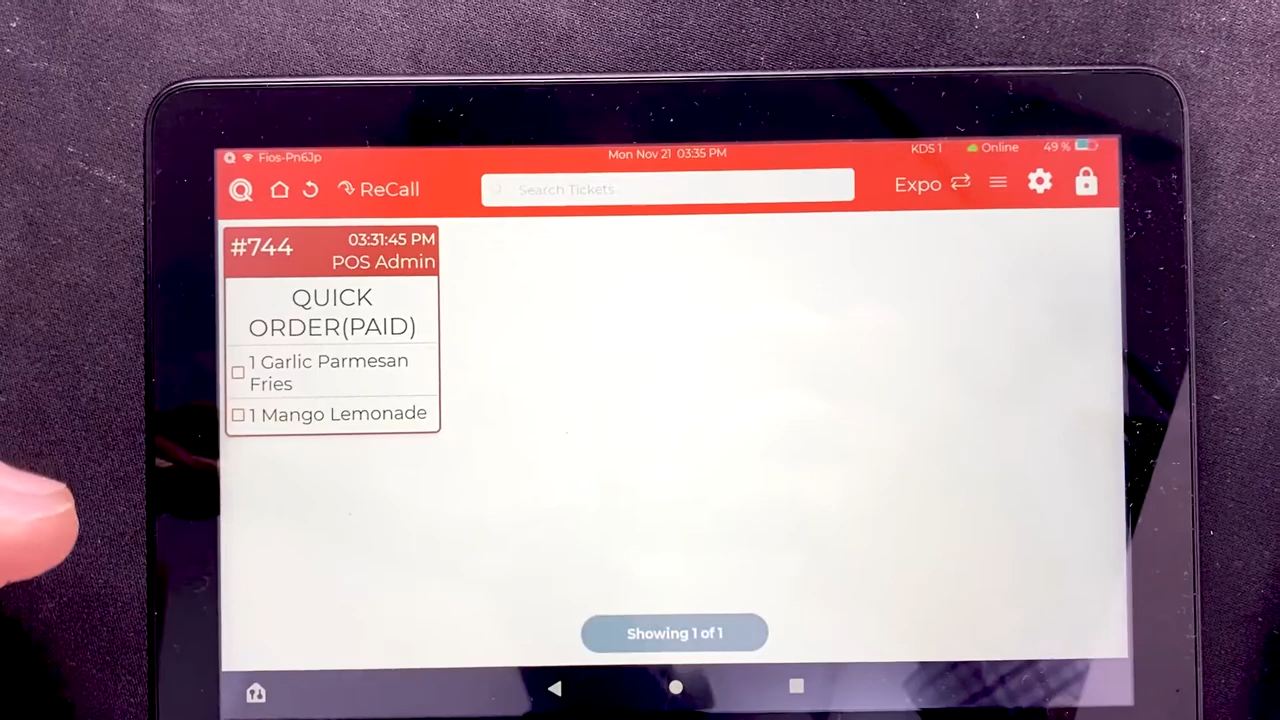 Fios-Pn6Jp
Mon Nov 21 03:35 PM
KDS 1
Online
49 %
ReCall
Search Tickets...
Expo
#744
03:31:45 PM
POS Admin
QUICK
ORDER(PAID)
1 Garlic Parmesan
Fries
1 Mango Lemonade
Showing 1 of 1